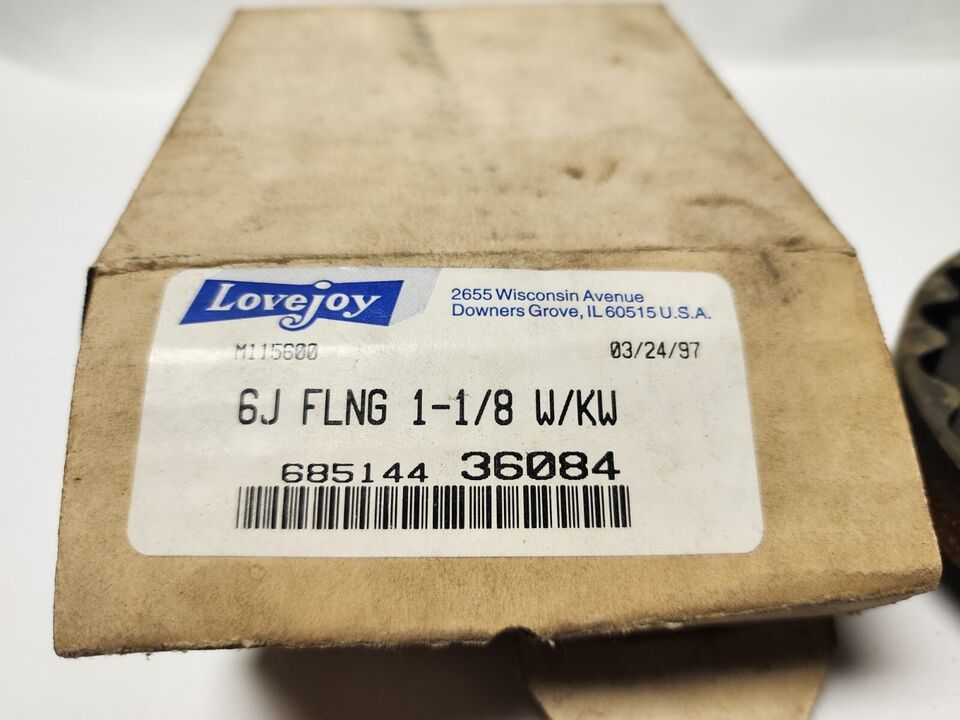 Lovejoy
2655 Wisconsin Avenue
Downers Grove, IL 60515 U.S.A.
M115600 03/24/97
6J FLNG 1-1/8 W/KW
685144 36084